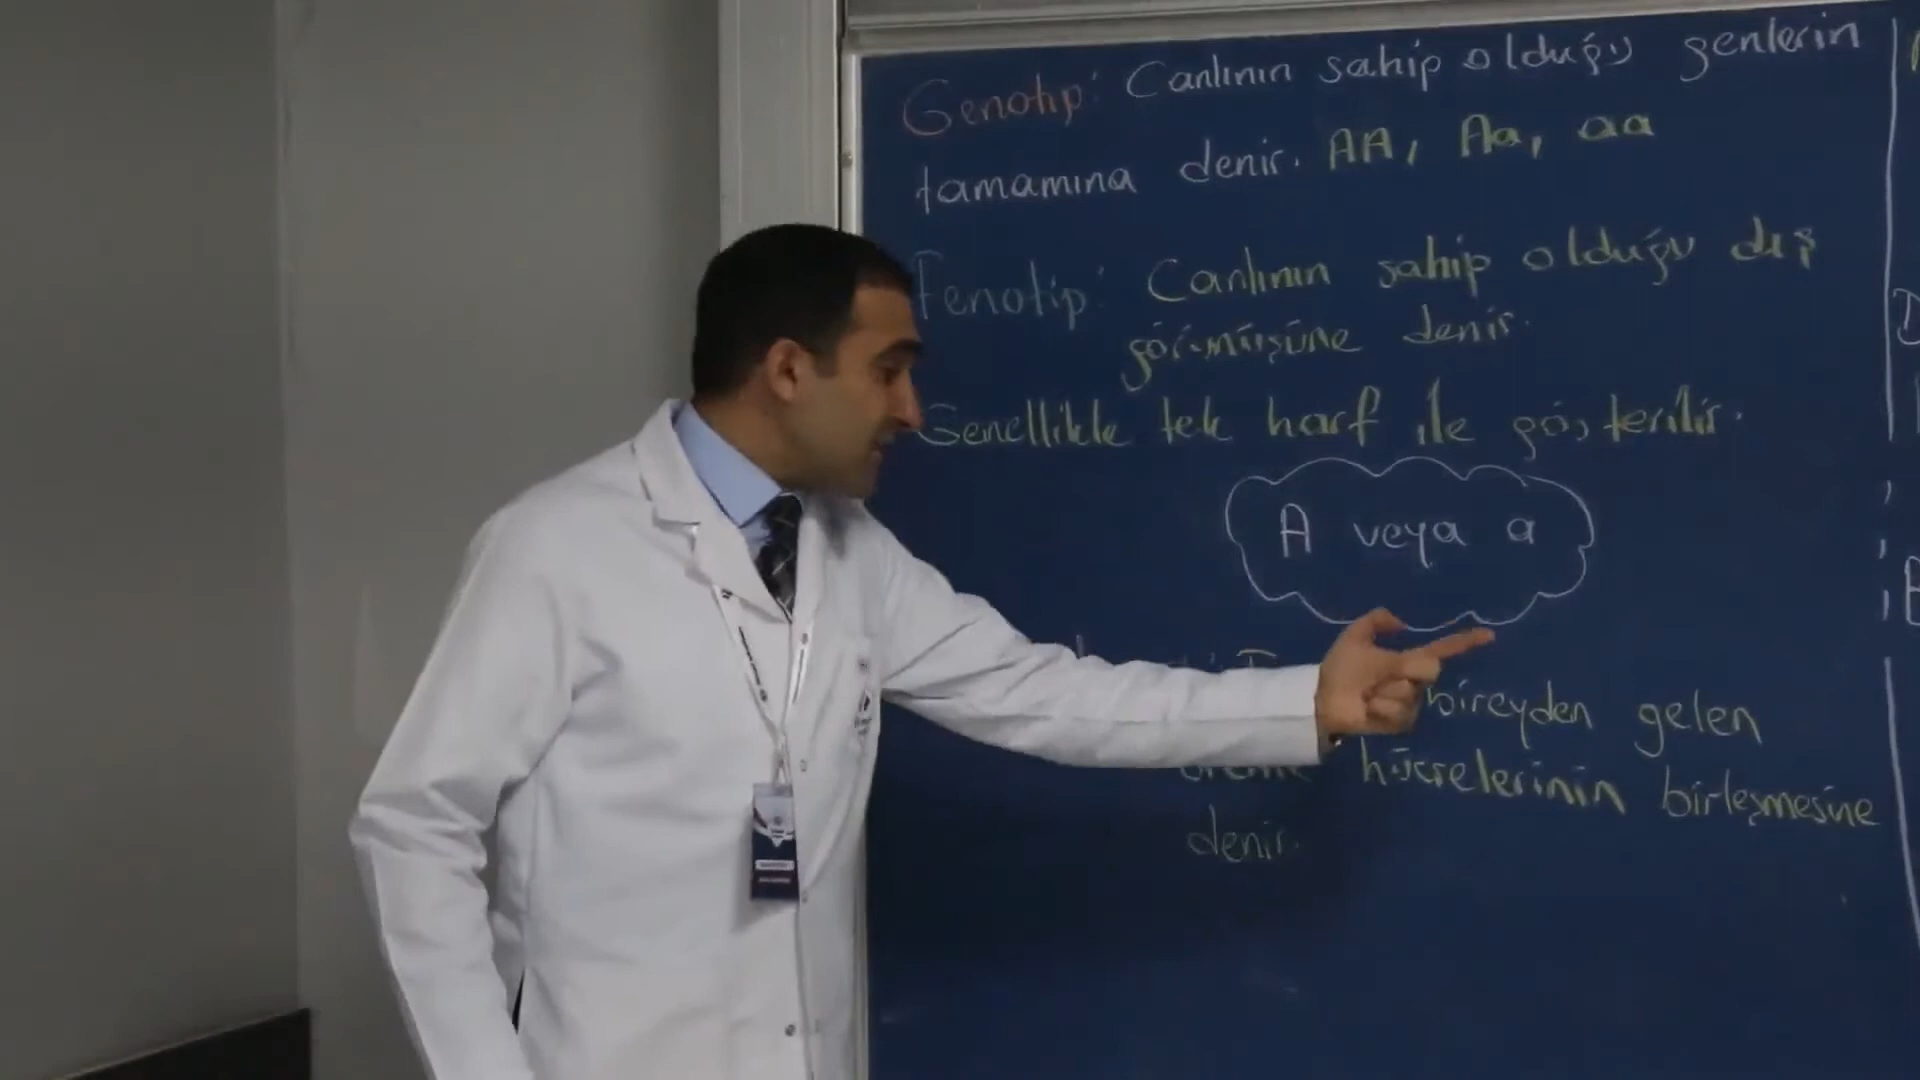 Genotip: Canlının sahip olduğu genlerin
tamamına denir. AA, Aa, aa
Fenotip: Canlının sahip olduğu dış
görünüşüne denir.
Genellikle tek harf ile gösterilir.
A veya a
bireyden gelen
üreme hücrelerinin birleşmesine
denir.